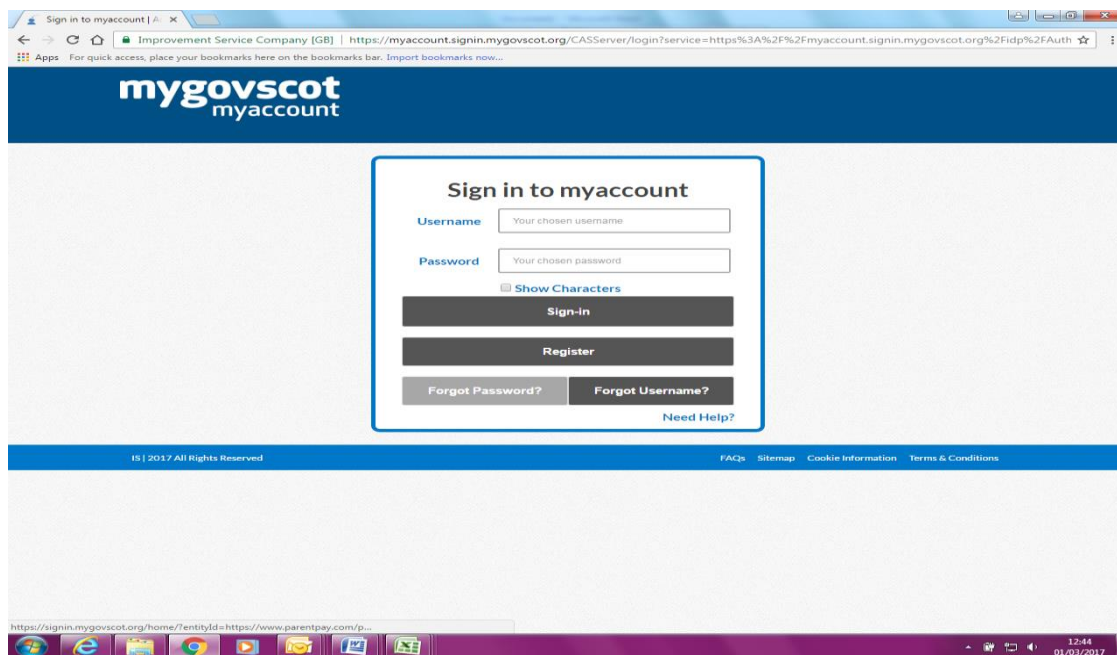 Sign in to myaccount | A
Improvement Service Company [GB] | https://myaccount.signin.mygovscot.org/CASServer/login?service=https%3A%2F%2Fmyaccount.signin.mygovscot.org%2Fidp%2FAuth
Apps For quick access, place your bookmarks here on the bookmarks bar. Import bookmarks now...
mygovscot
myaccount
Sign in to myaccount
Username Your chosen username
Password Your chosen password
Show Characters
Sign-in
Register
Forgot Password? Forgot Username?
Need Help?
IS | 2017 All Rights Reserved FAQs Sitemap Cookie Information Terms & Conditions
https://signin.mygovscot.org/home/?entityId=https://www.parentpay.com/p...
12:44
01/03/2017